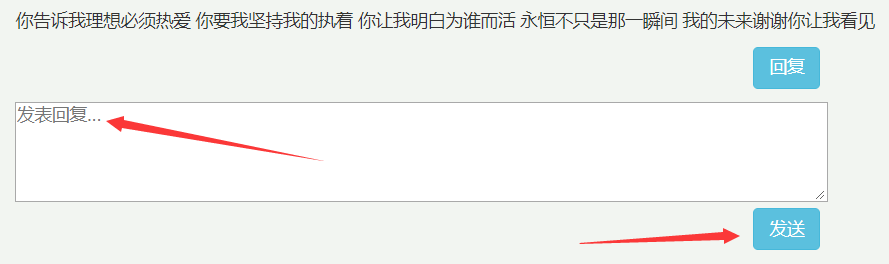 你告诉我理想必须热爱 你要我坚持我的执着 你让我明白为谁而活 永恒不只是那一瞬间 我的未来谢谢你让我看见
回复
发表回复...
发送